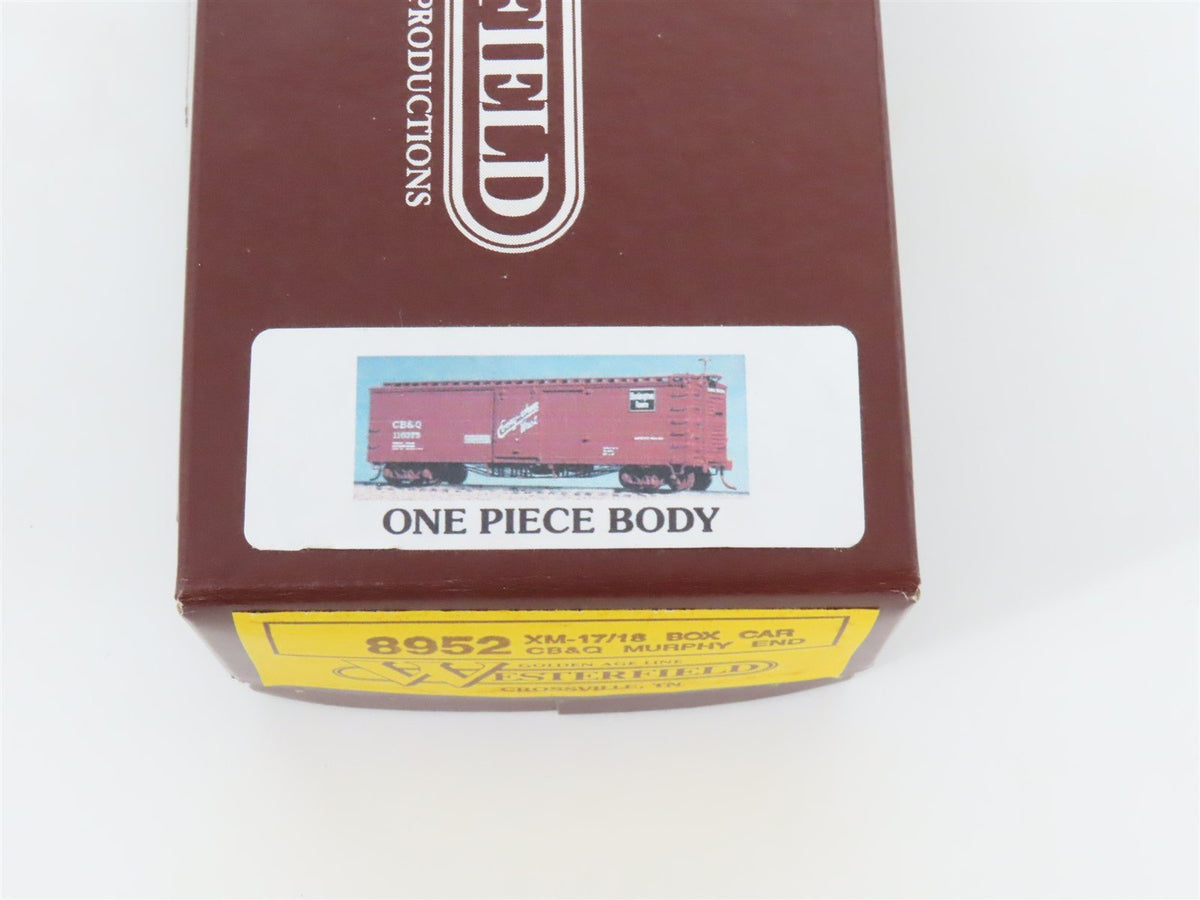 FIELD
PRODUCTIONS
CB&Q
ONE PIECE BODY
8952 XM-17/18 BOX CAR
CB&Q MURPHY END
GOLDEN AGE LINE
WESTERFIELD
CROSSVILLE, TN.